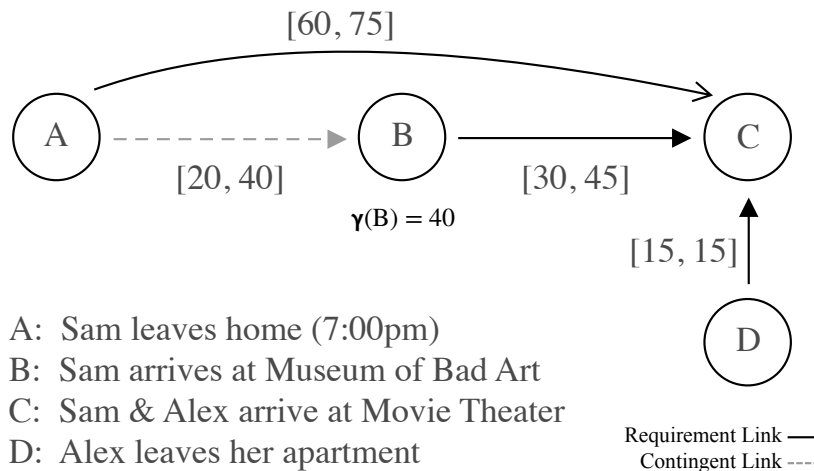 [60, 75]
A
B
C
[20, 40]
[30, 45]
γ(B) = 40
[15, 15]
D
A: Sam leaves home (7:00pm)
B: Sam arrives at Museum of Bad Art
C: Sam & Alex arrive at Movie Theater
D: Alex leaves her apartment
Requirement Link
Contingent Link